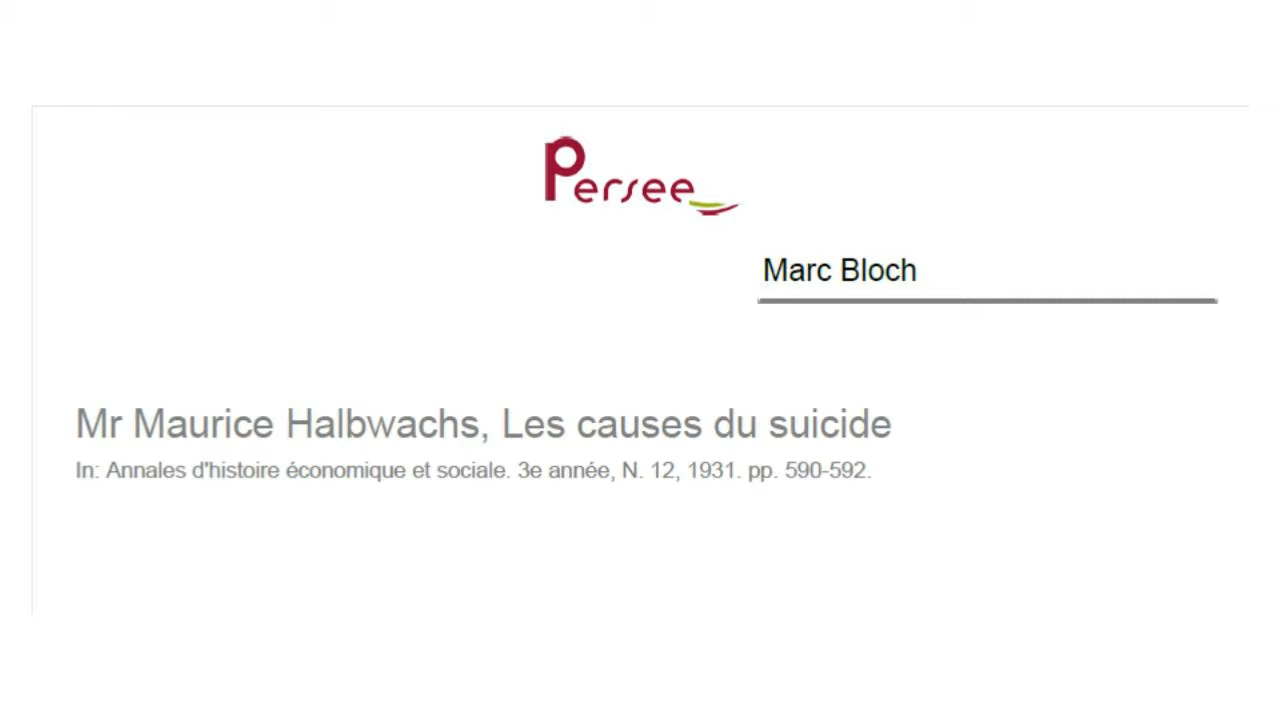 Persee
Marc Bloch
Mr Maurice Halbwachs, Les causes du suicide
In: Annales d'histoire économique et sociale. 3e année, N. 12, 1931. pp. 590-592.